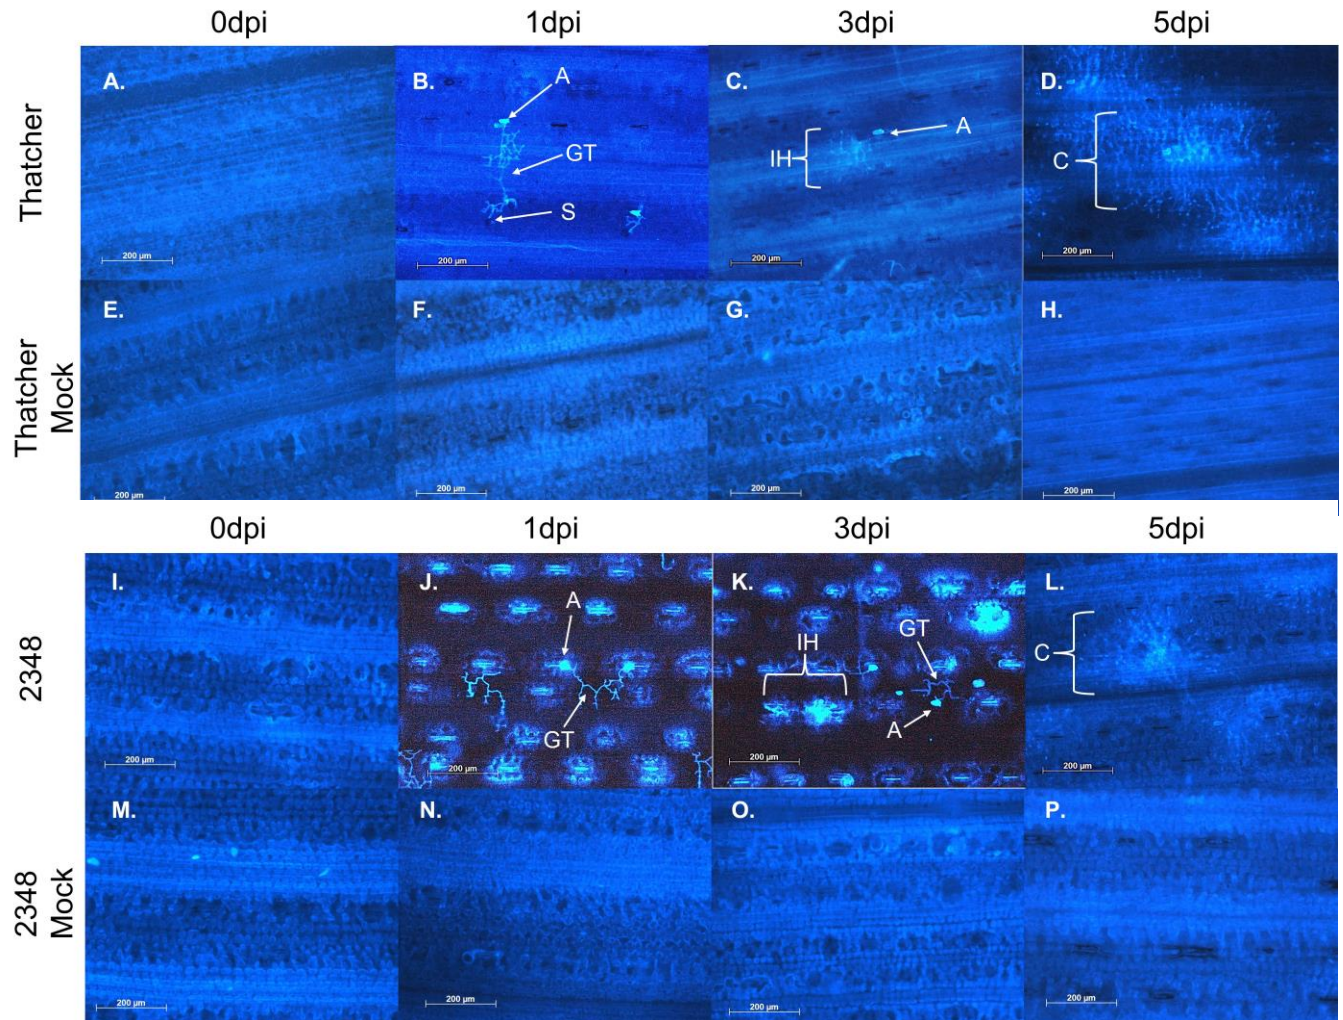 0dpi 1dpi 3dpi 5dpi
Thatcher
A. B. C. D.
A
GT
S
IH
A
C
200 µm 200 µm 200 µm 200 µm
Thatcher
Mock
E. F. G. H.
200 µm 200 µm 200 µm 200 µm
0dpi 1dpi 3dpi 5dpi
2348
I. J. K. L.
A
GT
IH
GT
A
C
200 µm 200 µm 200 µm 200 µm
2348
Mock
M. N. O. P.
200 µm 200 µm 200 µm 200 µm